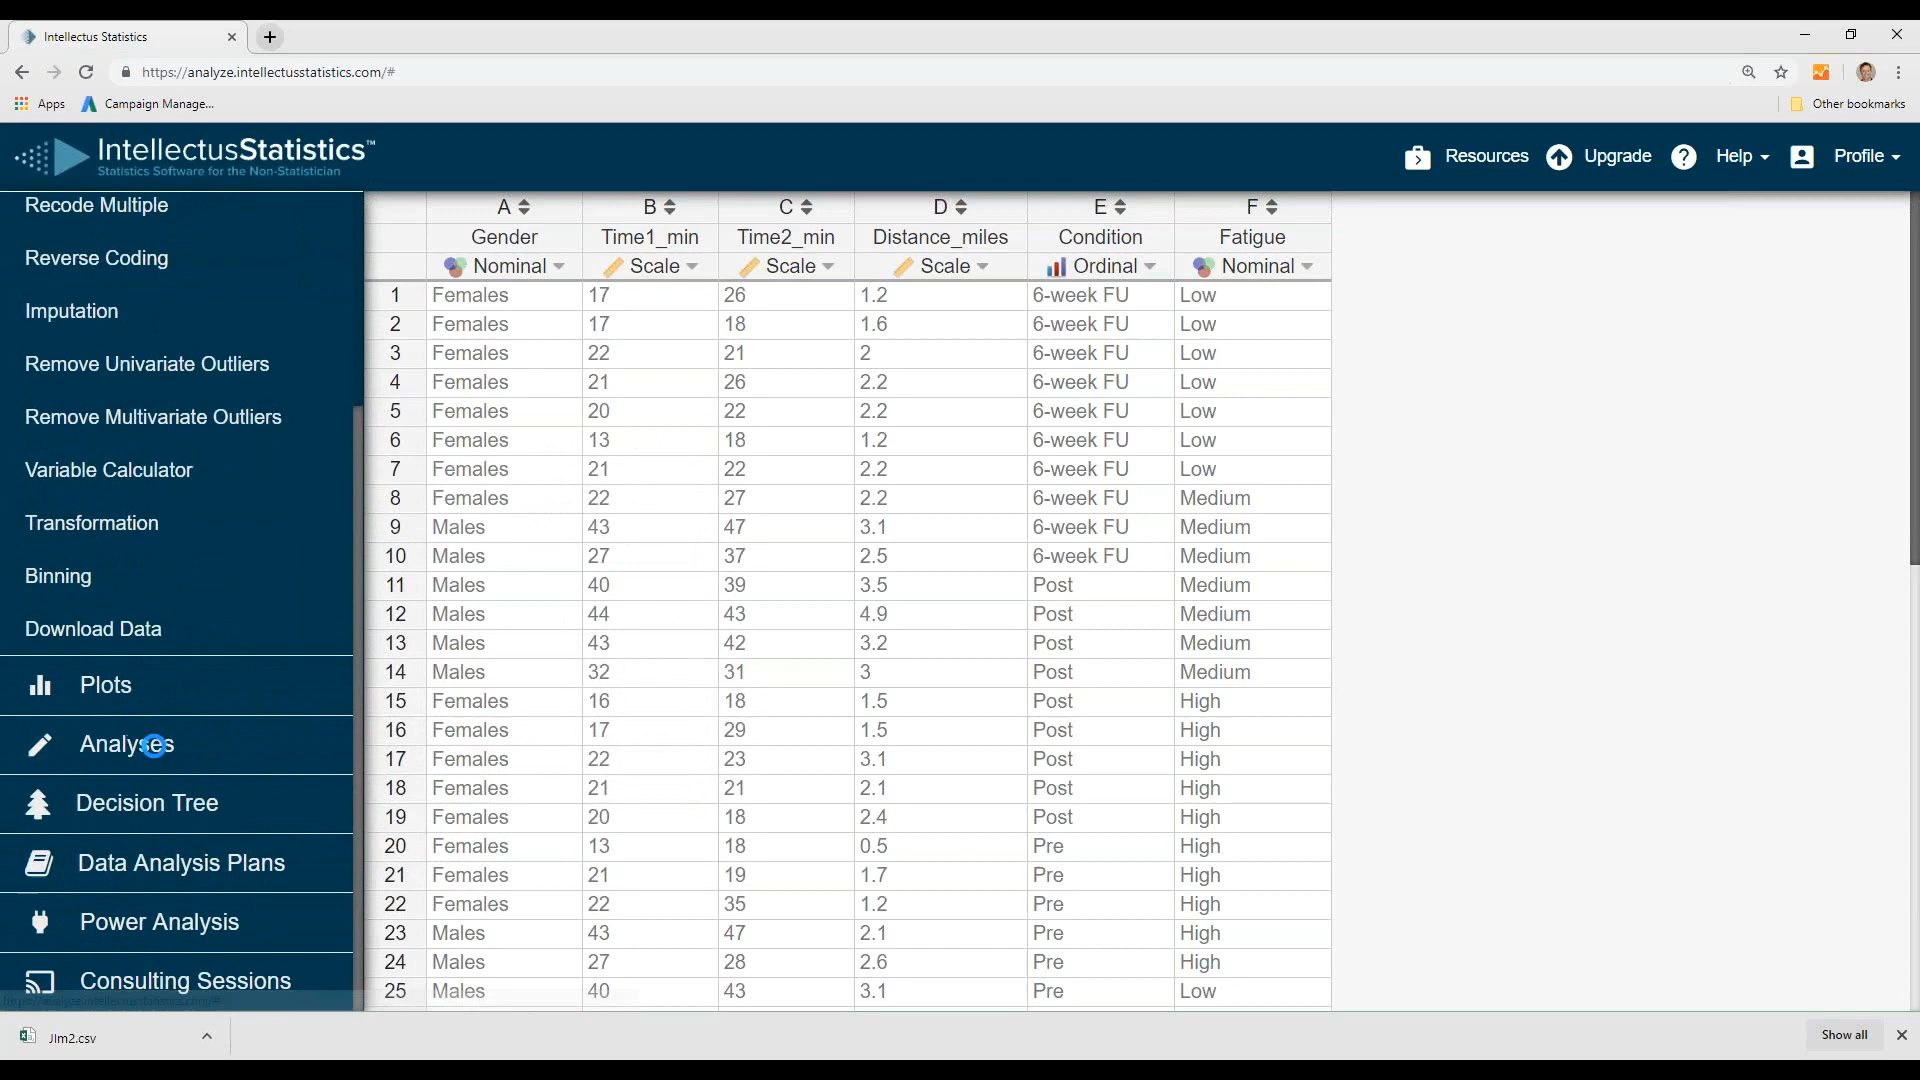 Intellectus Statistics
https://analyze.intellectusstatistics.com/#
Apps
Campaign Manage...
Other bookmarks
IntellectusStatistics™
Statistics Software for the Non-Statistician
Resources
Upgrade
Help
Profile
Recode Multiple
Reverse Coding
Imputation
Remove Univariate Outliers
Remove Multivariate Outliers
Variable Calculator
Transformation
Binning
Download Data
Plots
Analyses
Decision Tree
Data Analysis Plans
Power Analysis
Consulting Sessions
https://analyze.intellectusstatistics.com/#
A B C D E F
Gender Time1_min Time2_min Distance_miles Condition Fatigue
Nominal Scale Scale Scale Ordinal Nominal
1 Females 17 26 1.2 6-week FU Low
2 Females 17 18 1.6 6-week FU Low
3 Females 22 21 2 6-week FU Low
4 Females 21 26 2.2 6-week FU Low
5 Females 20 22 2.2 6-week FU Low
6 Females 13 18 1.2 6-week FU Low
7 Females 21 22 2.2 6-week FU Low
8 Females 22 27 2.2 6-week FU Medium
9 Males 43 47 3.1 6-week FU Medium
10 Males 27 37 2.5 6-week FU Medium
11 Males 40 39 3.5 Post Medium
12 Males 44 43 4.9 Post Medium
13 Males 43 42 3.2 Post Medium
14 Males 32 31 3 Post Medium
15 Females 16 18 1.5 Post High
16 Females 17 29 1.5 Post High
17 Females 22 23 3.1 Post High
18 Females 21 21 2.1 Post High
19 Females 20 18 2.4 Post High
20 Females 13 18 0.5 Pre High
21 Females 21 19 1.7 Pre High
22 Females 22 35 1.2 Pre High
23 Males 43 47 2.1 Pre High
24 Males 27 28 2.6 Pre High
25 Males 40 43 3.1 Pre Low
JIm2.csv
Show all